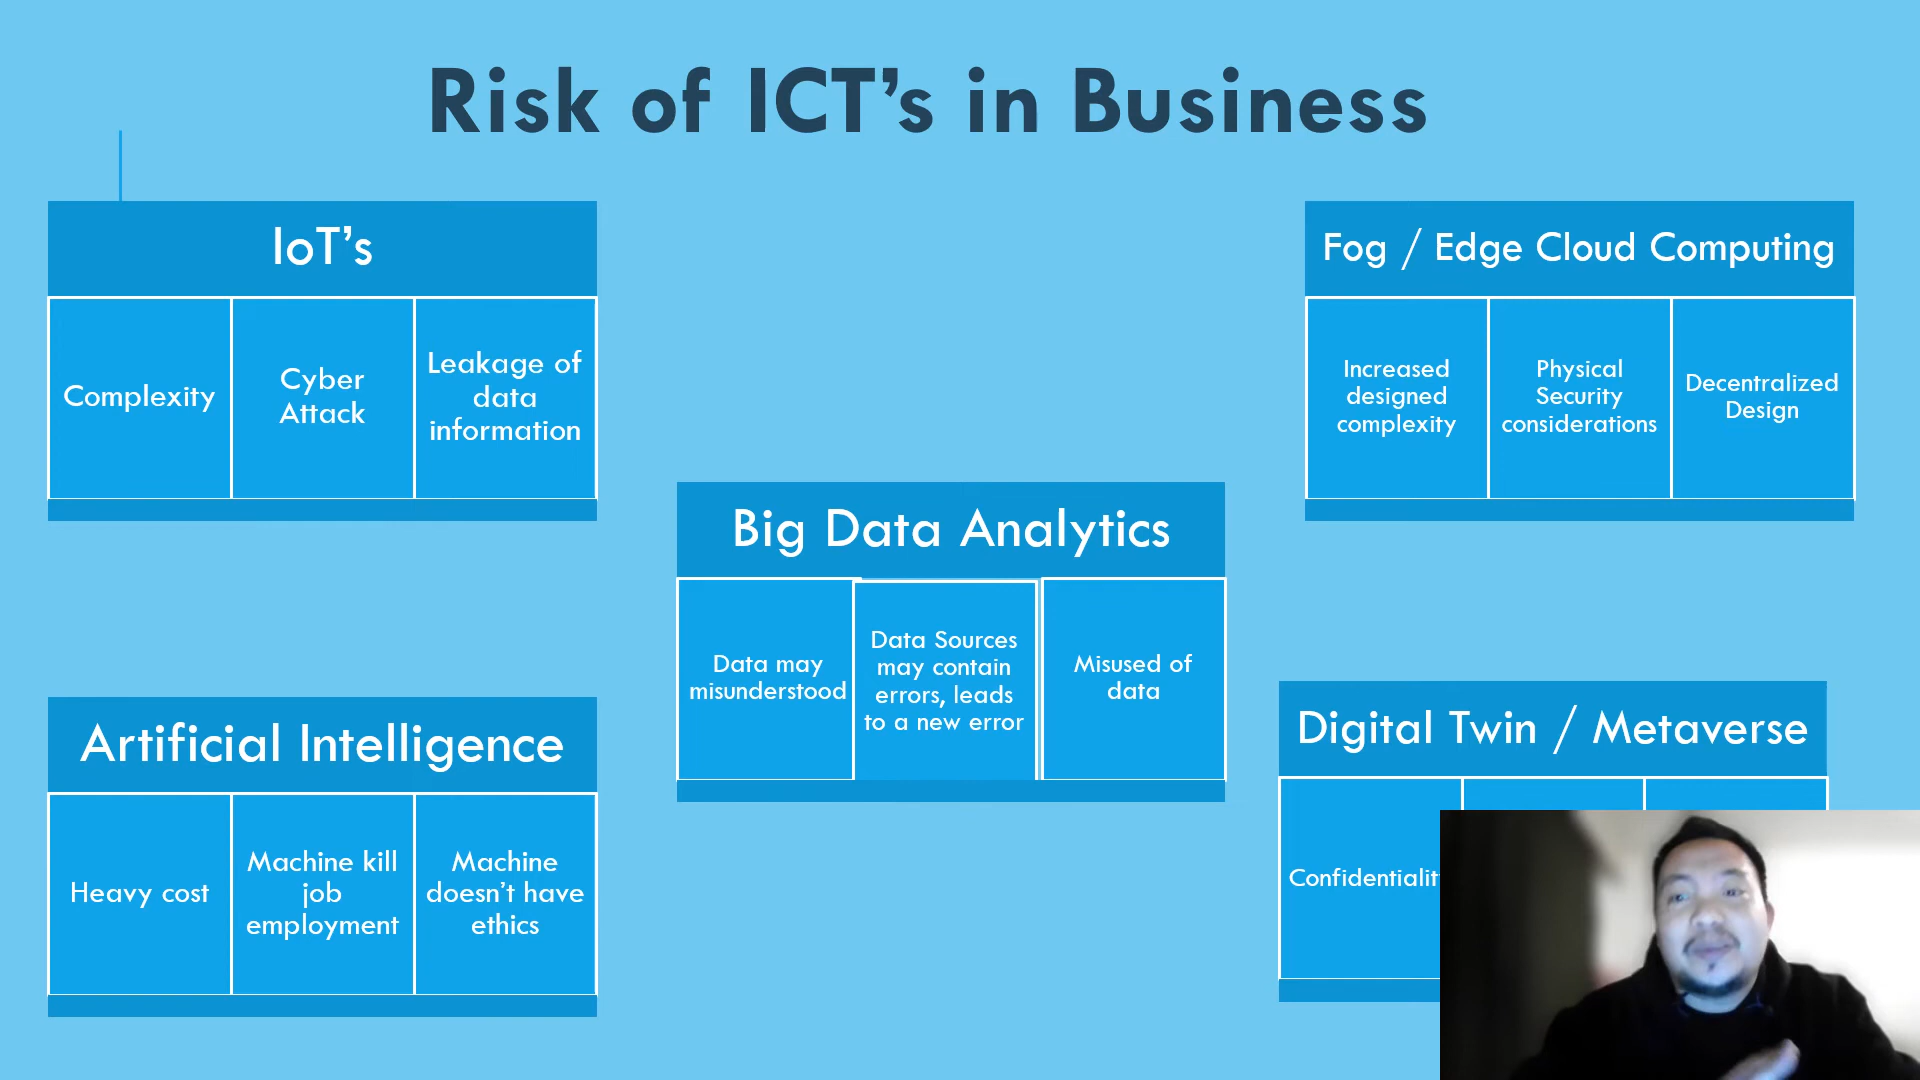 Risk of ICT’s in Business
IoT’s
Complexity
Cyber
Attack
Leakage of
data
information
Fog / Edge Cloud Computing
Increased
designed
complexity
Physical
Security
considerations
Decentralized
Design
Big Data Analytics
Data may
misunderstood
Data Sources
may contain
errors, leads
to a new error
Misused of
data
Artificial Intelligence
Heavy cost
Machine kill
job
employment
Machine
doesn’t have
ethics
Digital Twin / Metaverse